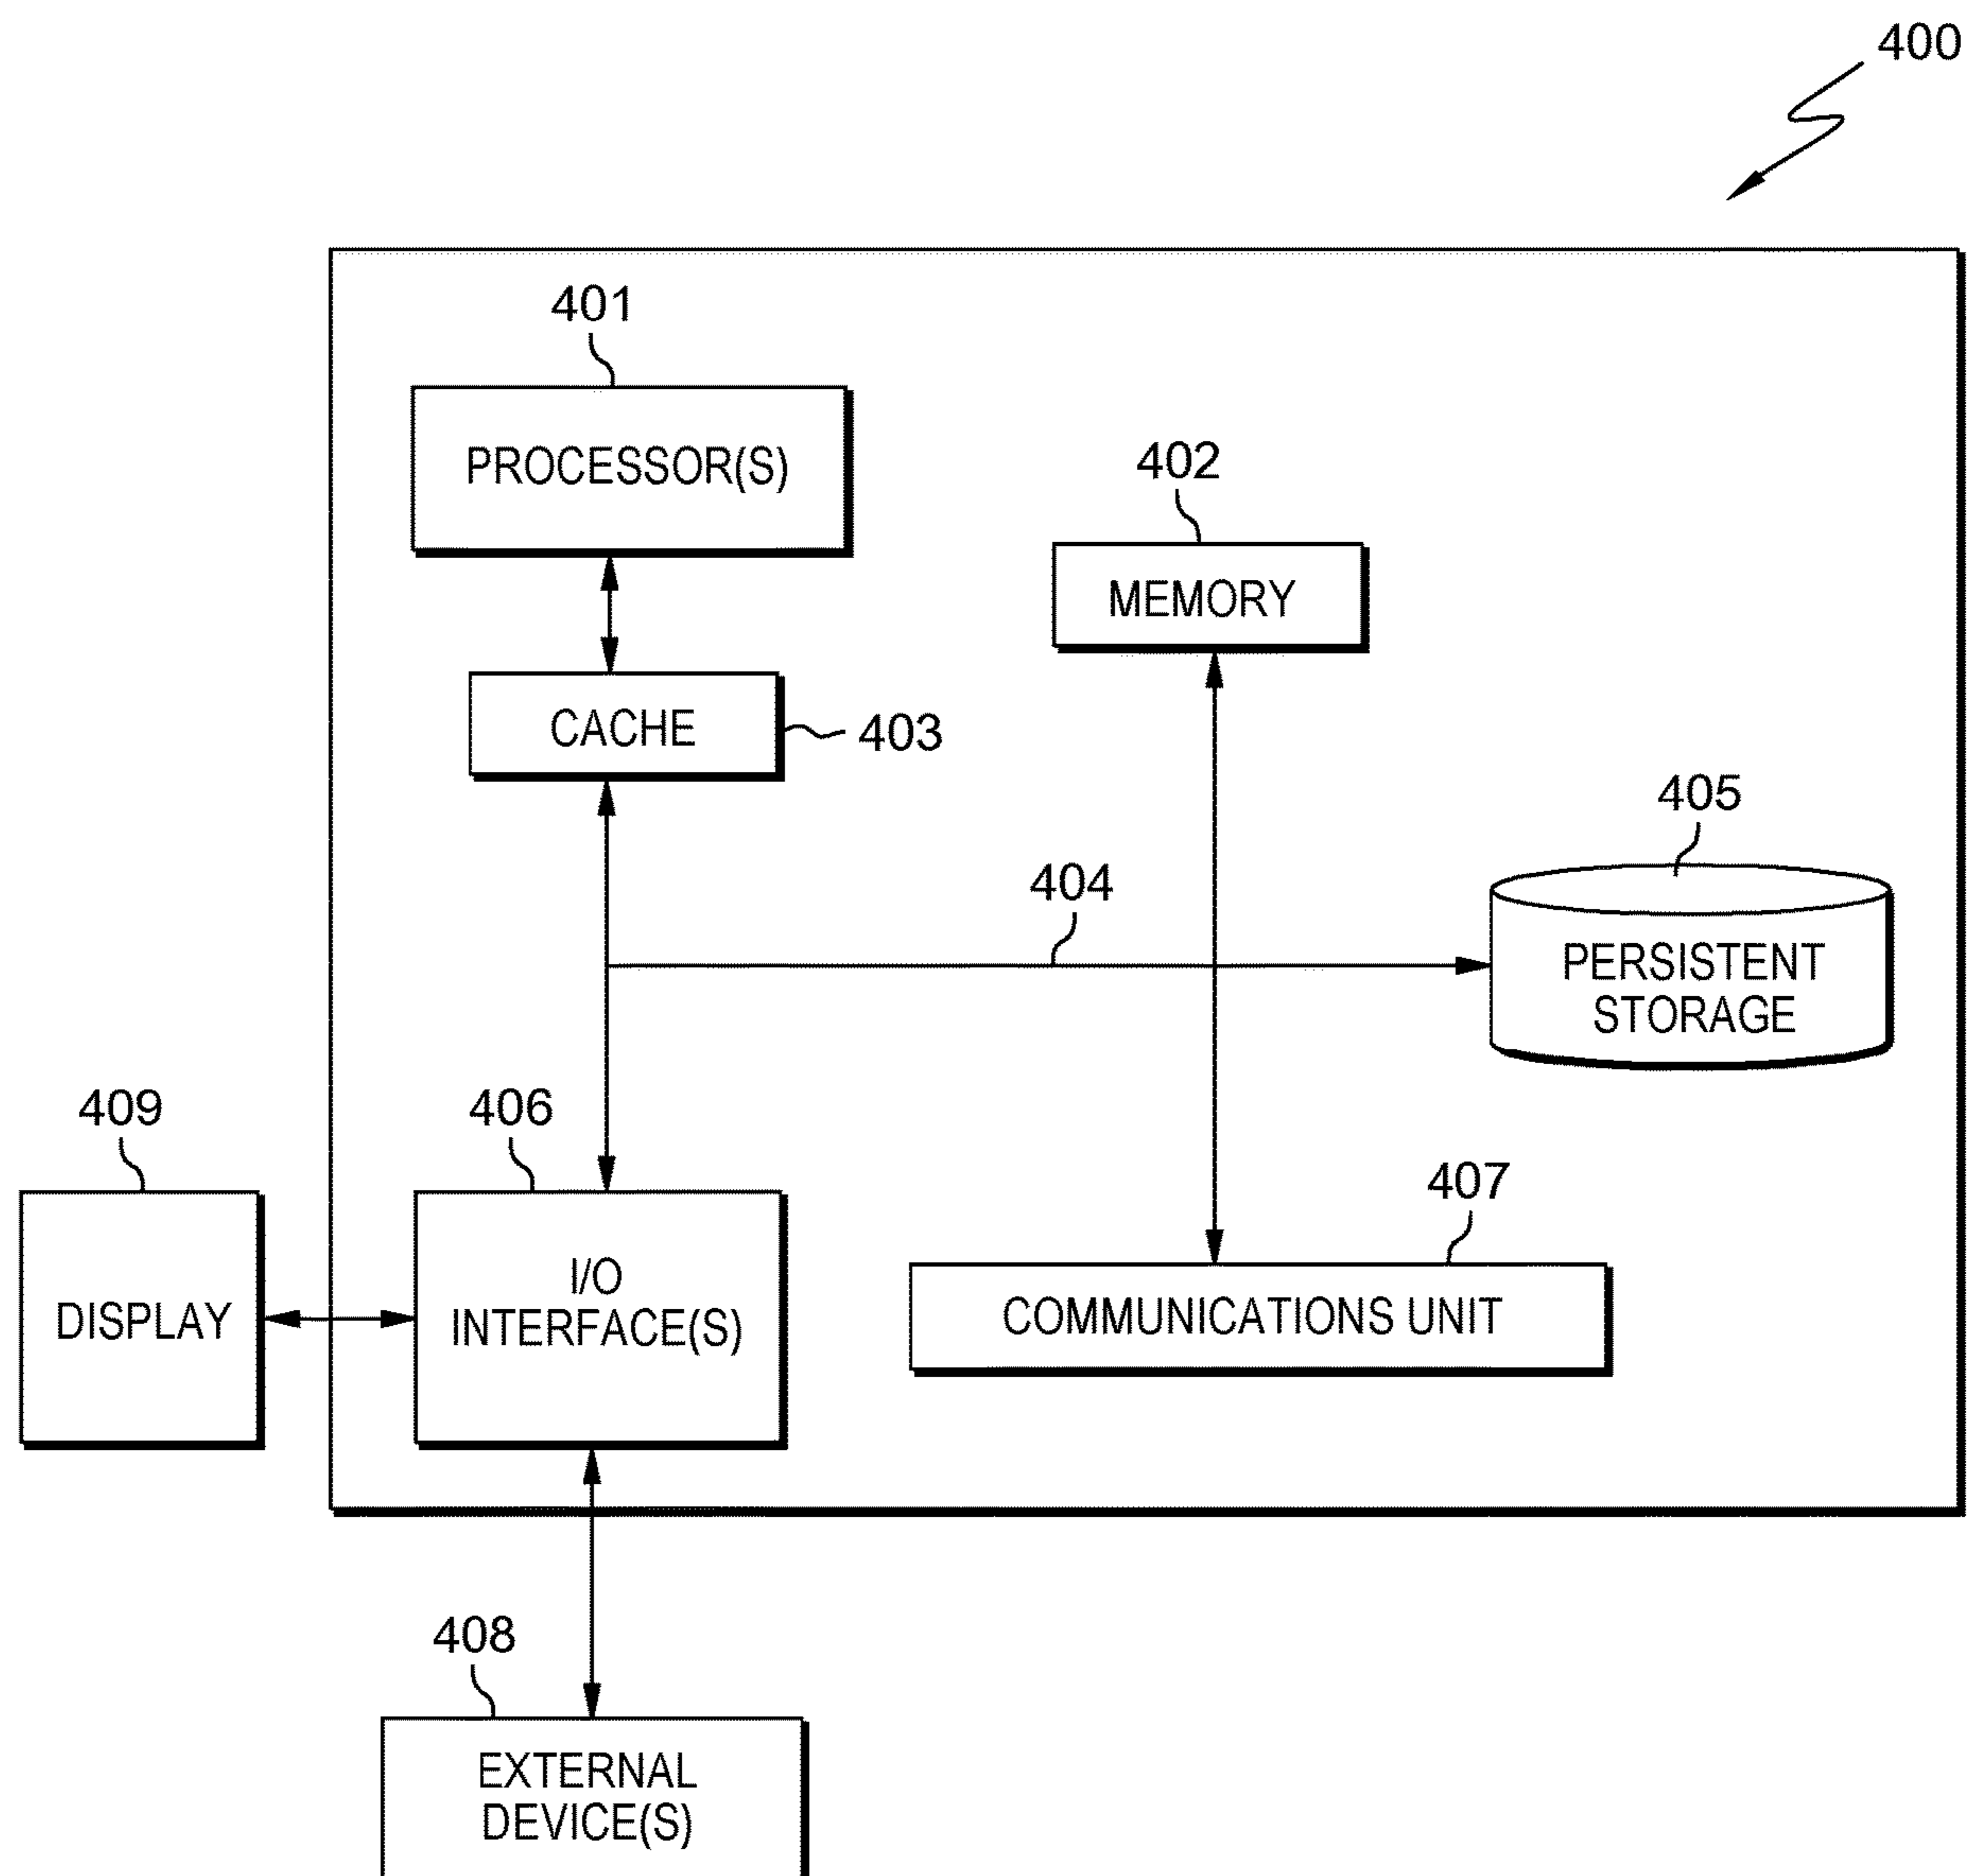 400
401
PROCESSOR(S)
402
MEMORY
CACHE
403
405
404
PERSISTENT
STORAGE
409
406
407
DISPLAY
I/O
INTERFACE(S)
COMMUNICATIONS UNIT
408
EXTERNAL
DEVICE(S)